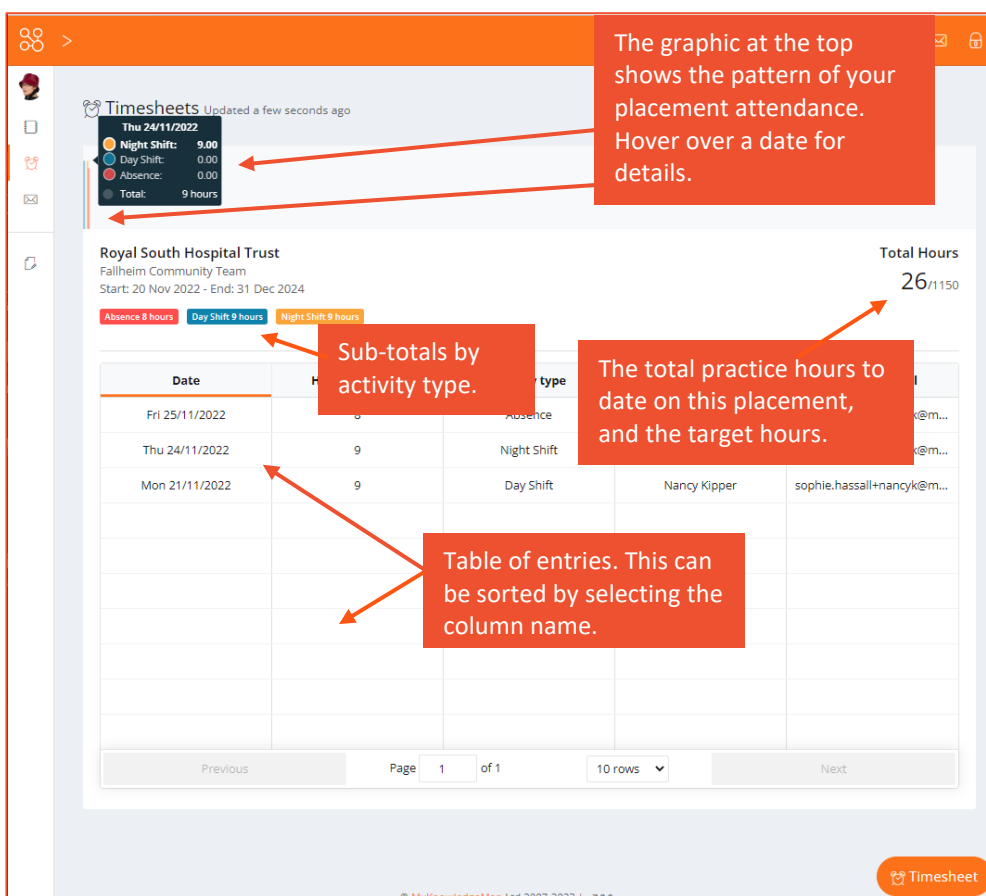 >
The graphic at the top
shows the pattern of your
placement attendance.
Hover over a date for
details.
Timesheets Updated a few seconds ago
Thu 24/11/2022
Night Shift: 9.00
Day Shift: 0.00
Absence: 0.00
Total: 9 hours
Royal South Hospital Trust
Fallheim Community Team
Start: 20 Nov 2022 - End: 31 Dec 2024
Total Hours
26/1150
Absence 8 hours Day Shift 9 hours Night Shift 9 hours
Sub-totals by
activity type.
The total practice hours to
date on this placement,
and the target hours.
Date H type l
Fri 25/11/2022 8 Absence k@m...
Thu 24/11/2022 9 Night Shift k@m...
Mon 21/11/2022 9 Day Shift Nancy Kipper sophie.hassall+nancyk@m...
Table of entries. This can
be sorted by selecting the
column name.
Previous Page 1 of 1 10 rows Next
Timesheet